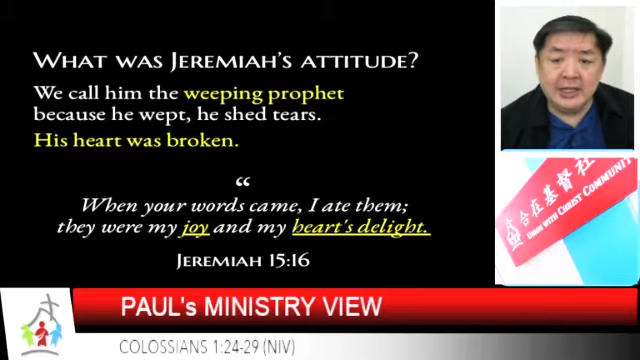 WHAT WAS JEREMIAH'S ATTITUDE?
We call him the weeping prophet
because he wept, he shed tears.
His heart was broken.
“
When your words came, I ate them;
they were my joy and my heart's delight.
JEREMIAH 15:16
合在基督社
UNION WITH CHRIST COMMUNIT
PAUL's MINISTRY VIEW
COLOSSIANS 1:24-29 (NIV)